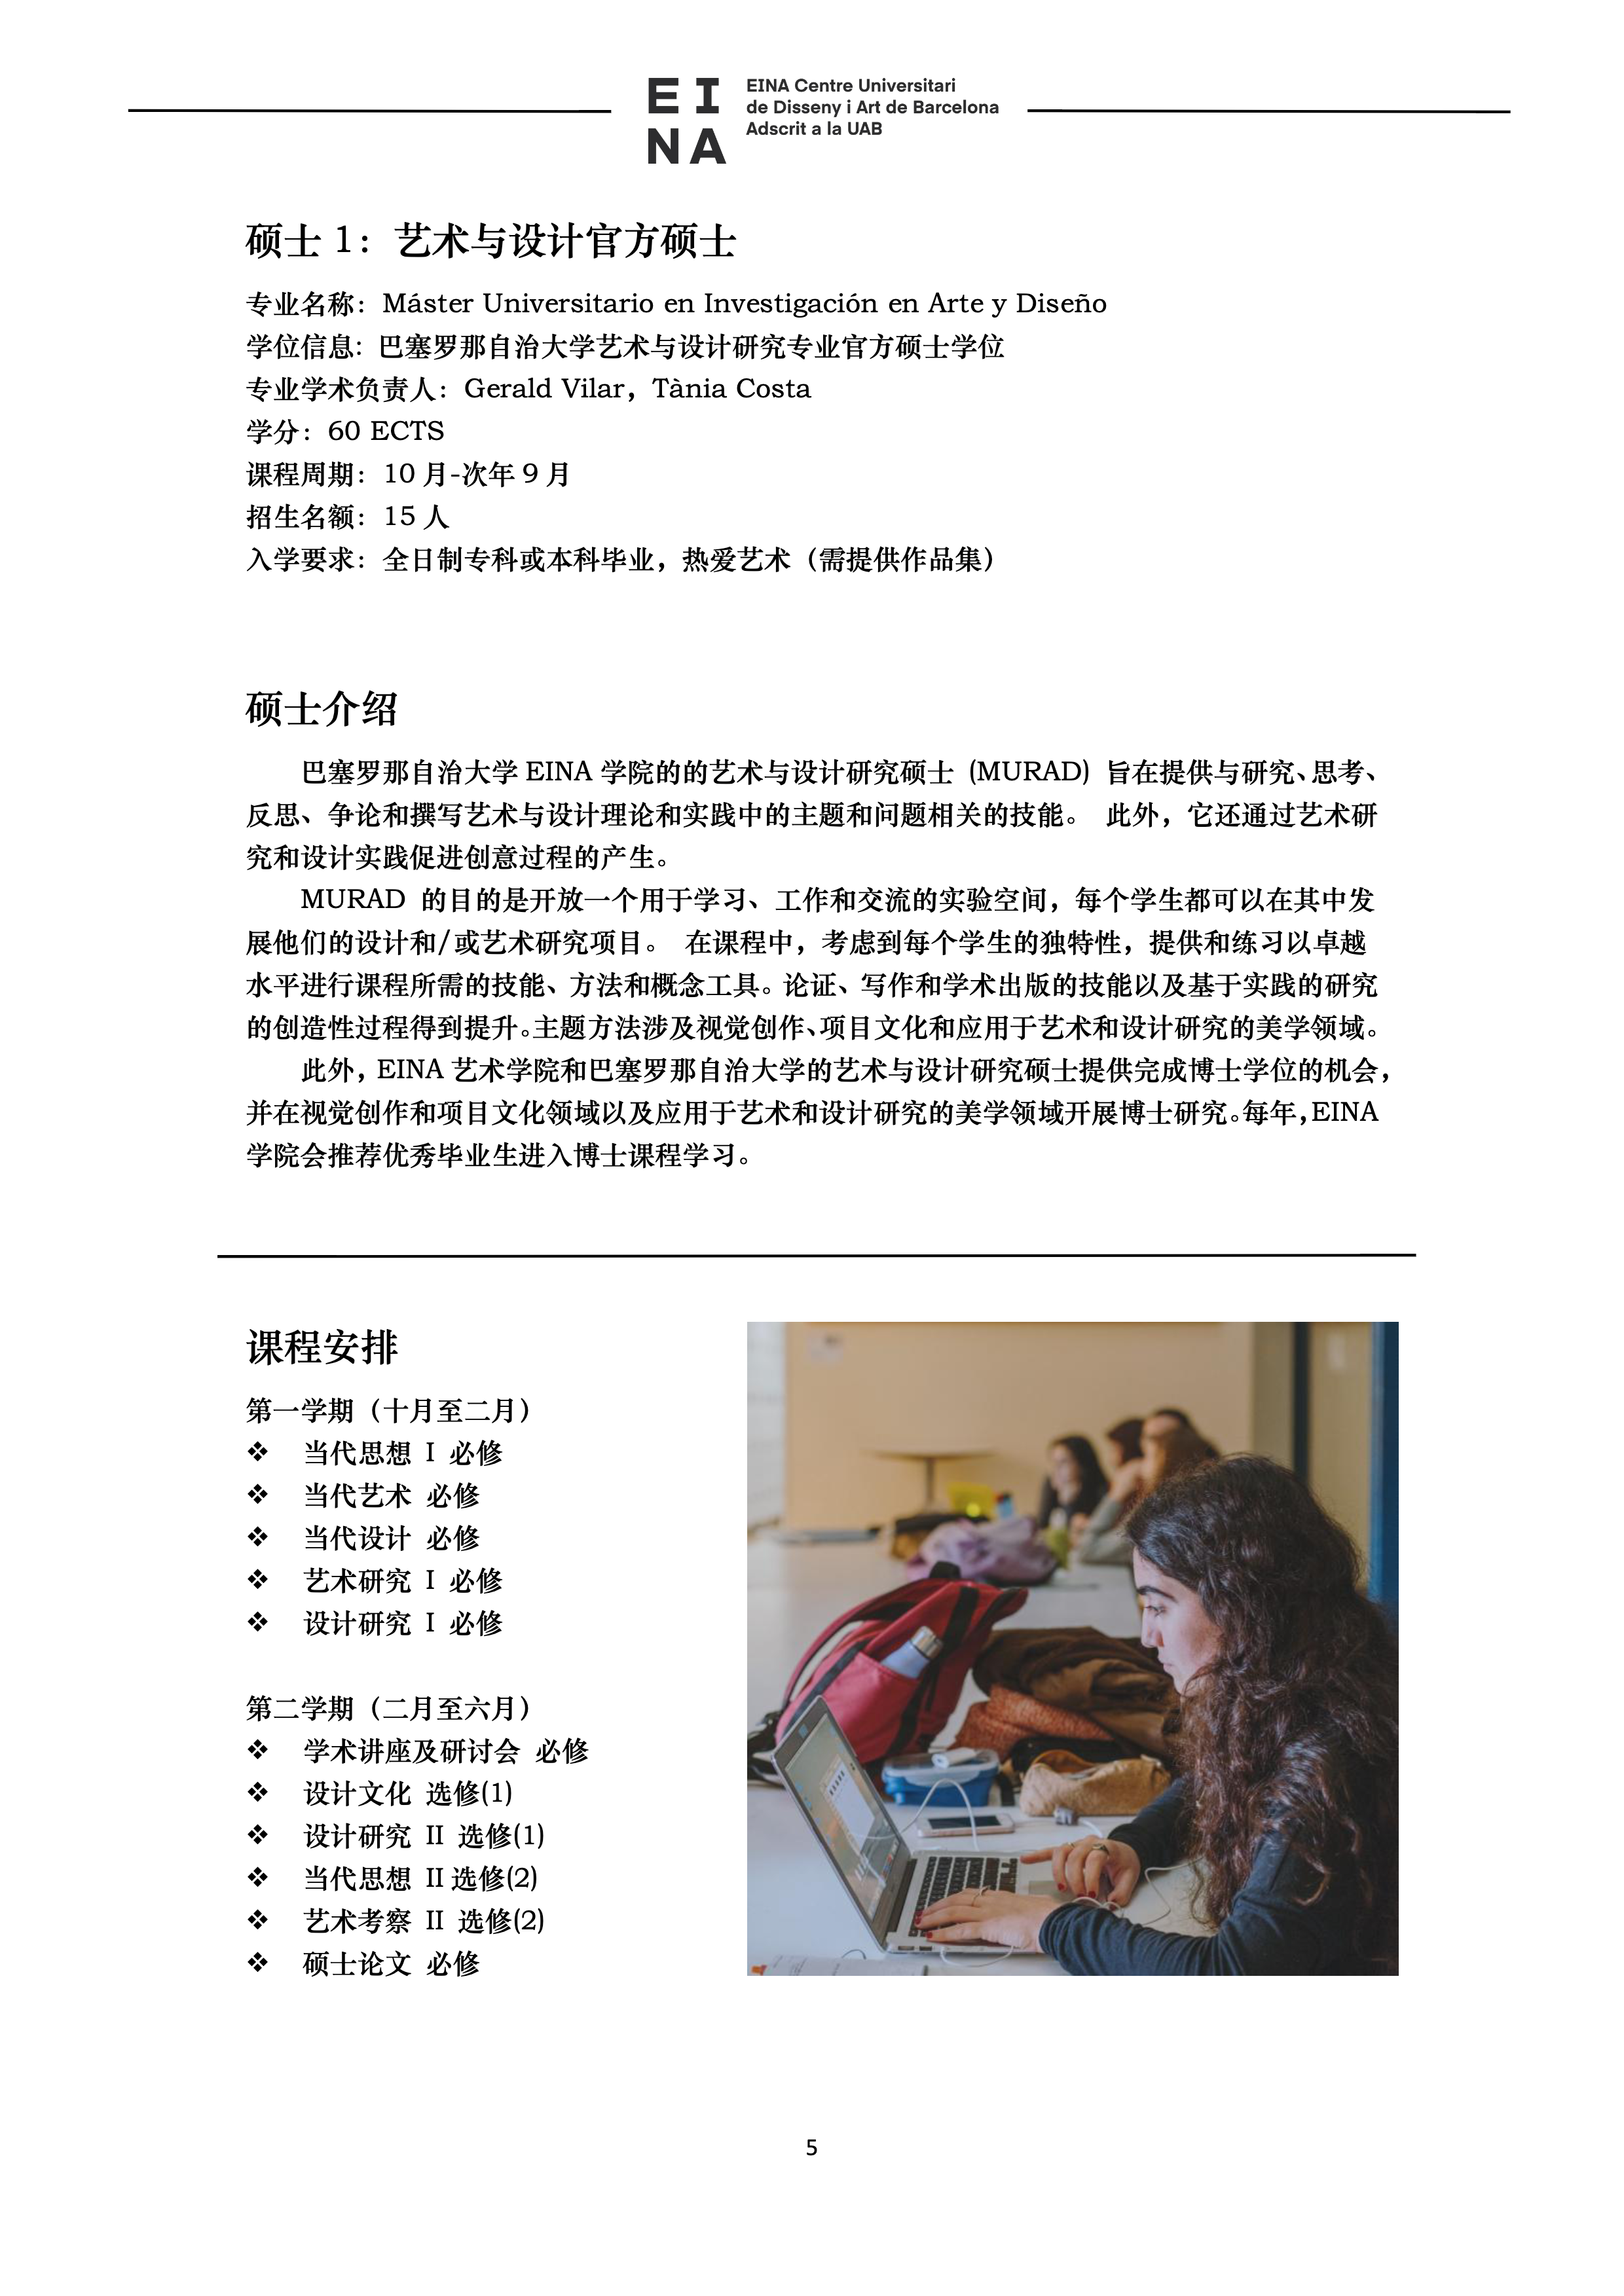 EI
NA
EINA Centre Universitari
de Disseny i Art de Barcelona
Adscrit a la UAB
硕士 1：艺术与设计官方硕士
专业名称：Máster Universitario en Investigación en Arte y Diseño
学位信息：巴塞罗那自治大学艺术与设计研究专业官方硕士学位
专业学术负责人：Gerald Vilar，Tània Costa
学分：60 ECTS
课程周期：10 月-次年 9 月
招生名额：15 人
入学要求：全日制专科或本科毕业，热爱艺术（需提供作品集）
硕士介绍
巴塞罗那自治大学 EINA 学院的的艺术与设计研究硕士 (MURAD) 旨在提供与研究、思考、
反思、争论和撰写艺术与设计理论和实践中的主题和问题相关的技能。 此外，它还通过艺术研
究和设计实践促进创意过程的产生。
MURAD 的目的是开放一个用于学习、工作和交流的实验空间，每个学生都可以在其中发
展他们的设计和/或艺术研究项目。 在课程中，考虑到每个学生的独特性，提供和练习以卓越
水平进行课程所需的技能、方法和概念工具。论证、写作和学术出版的技能以及基于实践的研究
的创造性过程得到提升。主题方法涉及视觉创作、项目文化和应用于艺术和设计研究的美学领域。
此外，EINA 艺术学院和巴塞罗那自治大学的艺术与设计研究硕士提供完成博士学位的机会，
并在视觉创作和项目文化领域以及应用于艺术和设计研究的美学领域开展博士研究。每年，EINA
学院会推荐优秀毕业生进入博士课程学习。
课程安排
第一学期（十月至二月）
❖ 当代思想 I 必修
❖ 当代艺术 必修
❖ 当代设计 必修
❖ 艺术研究 I 必修
❖ 设计研究 I 必修
第二学期（二月至六月）
❖ 学术讲座及研讨会 必修
❖ 设计文化 选修(1)
❖ 设计研究 II 选修(1)
❖ 当代思想 II 选修(2)
❖ 艺术考察 II 选修(2)
❖ 硕士论文 必修
5